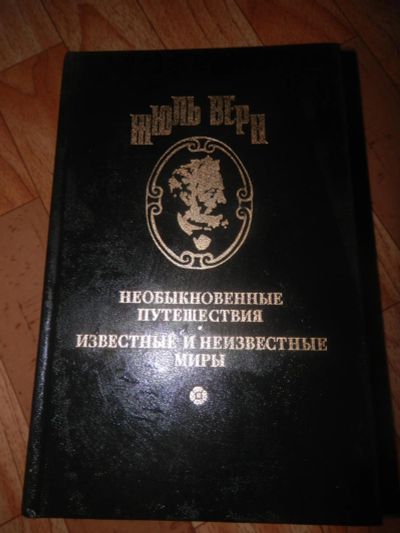 ЖЮЛЬ ВЕРН
НЕОБЫКНОВЕННЫЕ
ПУТЕШЕСТВИЯ
ИЗВЕСТНЫЕ И НЕИЗВЕСТНЫЕ
МИРЫ